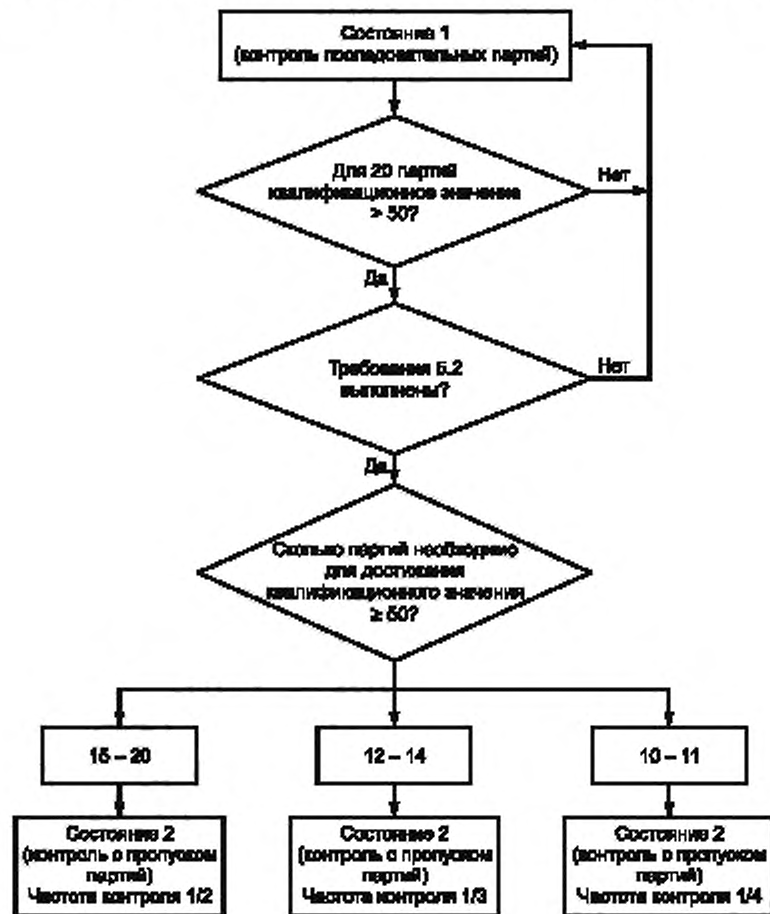 Состояние 1
(контроль последовательных партий)
Для 20 партий
квалификационное значение
> 50?
Нет
Да
Требования 5.2
выполнены?
Нет
Да
Сколько партий необходимо
для достижения
квалификационного значения
≥ 50?
15 – 20
12 – 14
10 – 11
Состояние 2
(контроль с пропуском
партий)
Частота контроля 1/2
Состояние 2
(контроль с пропуском
партий)
Частота контроля 1/3
Состояние 2
(контроль с пропуском
партий)
Частота контроля 1/4